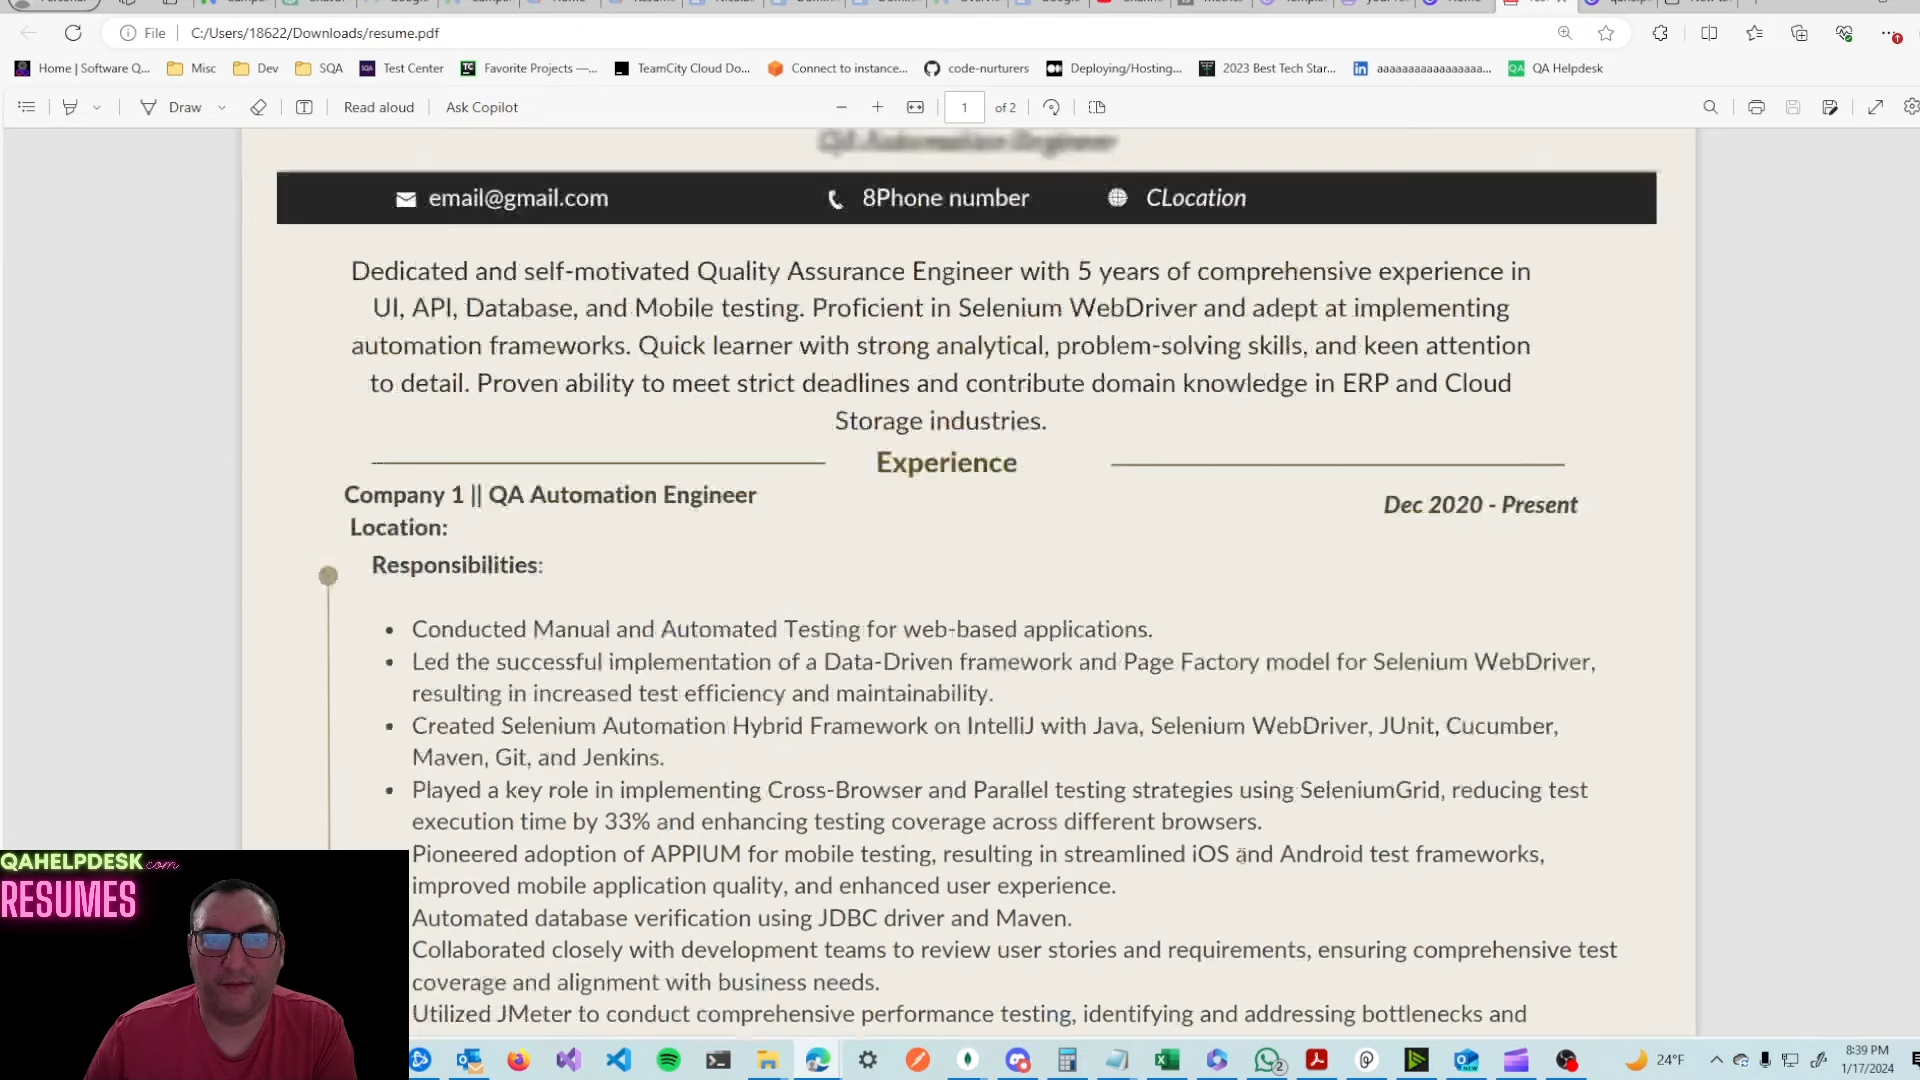 File C:/Users/18622/Downloads/resume.pdf
Home | Software Q... Misc Dev SQA Test Center Favorite Projects —... TeamCity Cloud Do... Connect to instance... code-nurturers Deploying/Hosting... 2023 Best Tech Star... aaaaaaaaaaaaaaaaa... QA Helpdesk
Draw Read aloud Ask Copilot 1 of 2
QA Automation Engineer
email@gmail.com 8Phone number CLocation
Dedicated and self-motivated Quality Assurance Engineer with 5 years of comprehensive experience in
UI, API, Database, and Mobile testing. Proficient in Selenium WebDriver and adept at implementing
automation frameworks. Quick learner with strong analytical, problem-solving skills, and keen attention
to detail. Proven ability to meet strict deadlines and contribute domain knowledge in ERP and Cloud
Storage industries.
Experience
Company 1 || QA Automation Engineer
Dec 2020 - Present
Location:
Responsibilities:
• Conducted Manual and Automated Testing for web-based applications.
• Led the successful implementation of a Data-Driven framework and Page Factory model for Selenium WebDriver,
resulting in increased test efficiency and maintainability.
• Created Selenium Automation Hybrid Framework on IntelliJ with Java, Selenium WebDriver, JUnit, Cucumber,
Maven, Git, and Jenkins.
• Played a key role in implementing Cross-Browser and Parallel testing strategies using SeleniumGrid, reducing test
execution time by 33% and enhancing testing coverage across different browsers.
Pioneered adoption of APPIUM for mobile testing, resulting in streamlined iOS and Android test frameworks,
improved mobile application quality, and enhanced user experience.
Automated database verification using JDBC driver and Maven.
Collaborated closely with development teams to review user stories and requirements, ensuring comprehensive test
coverage and alignment with business needs.
Utilized JMeter to conduct comprehensive performance testing, identifying and addressing bottlenecks and
QAHELPDESK.com
RESUMES
24°F
8:39 PM
1/17/2024